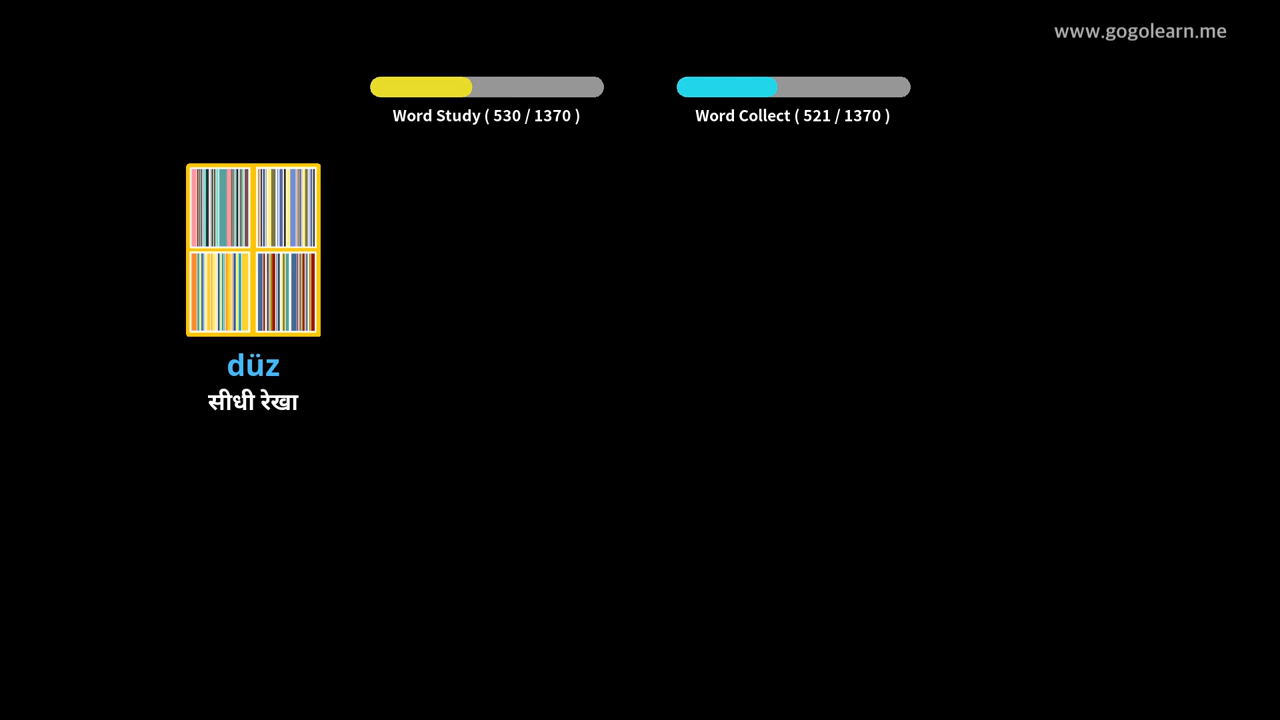 www.gogolearn.me
Word Study ( 530 / 1370 )
Word Collect ( 521 / 1370 )
düz
सीधी रेखा